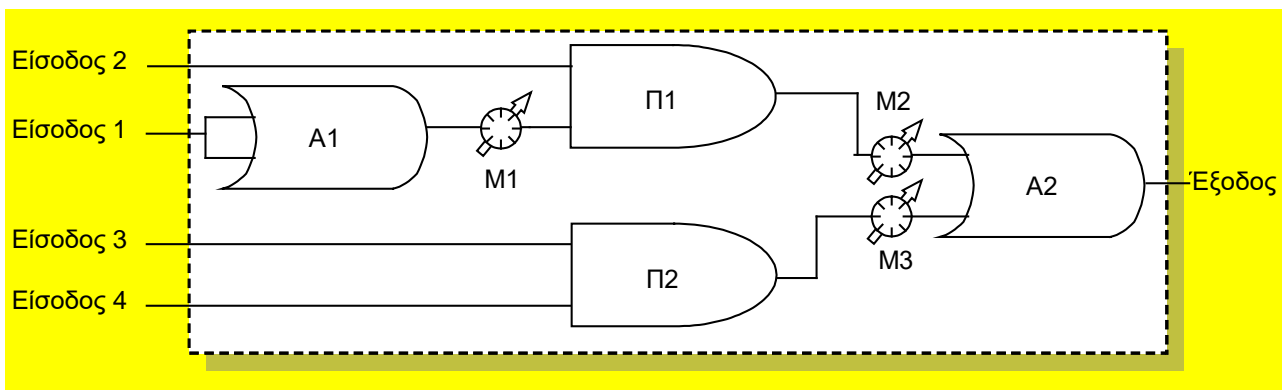 Είσοδος 2
Π1
Μ2
Είσοδος 1
Α1
Μ1
Α2
Έξοδος
Είσοδος 3
Μ3
Π2
Είσοδος 4